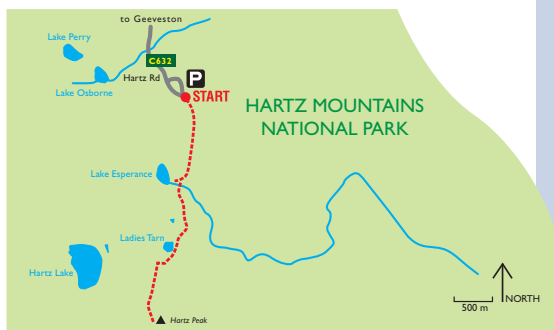 to Geeveston
Lake Perry
C632
Hartz Rd
P
Lake Osborne
START
HARTZ MOUNTAINS
NATIONAL PARK
Lake Esperance
Ladies Tarn
Hartz Lake
NORTH
500 m
Hartz Peak